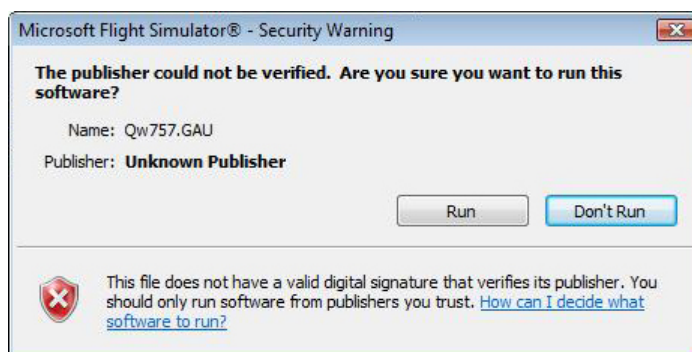 Microsoft Flight Simulator® - Security Warning
The publisher could not be verified.  Are you sure you want to run this
software?
Name: Qw757.GAU
Publisher: Unknown Publisher
Run Don't Run
This file does not have a valid digital signature that verifies its publisher. You
should only run software from publishers you trust. How can I decide what
software to run?